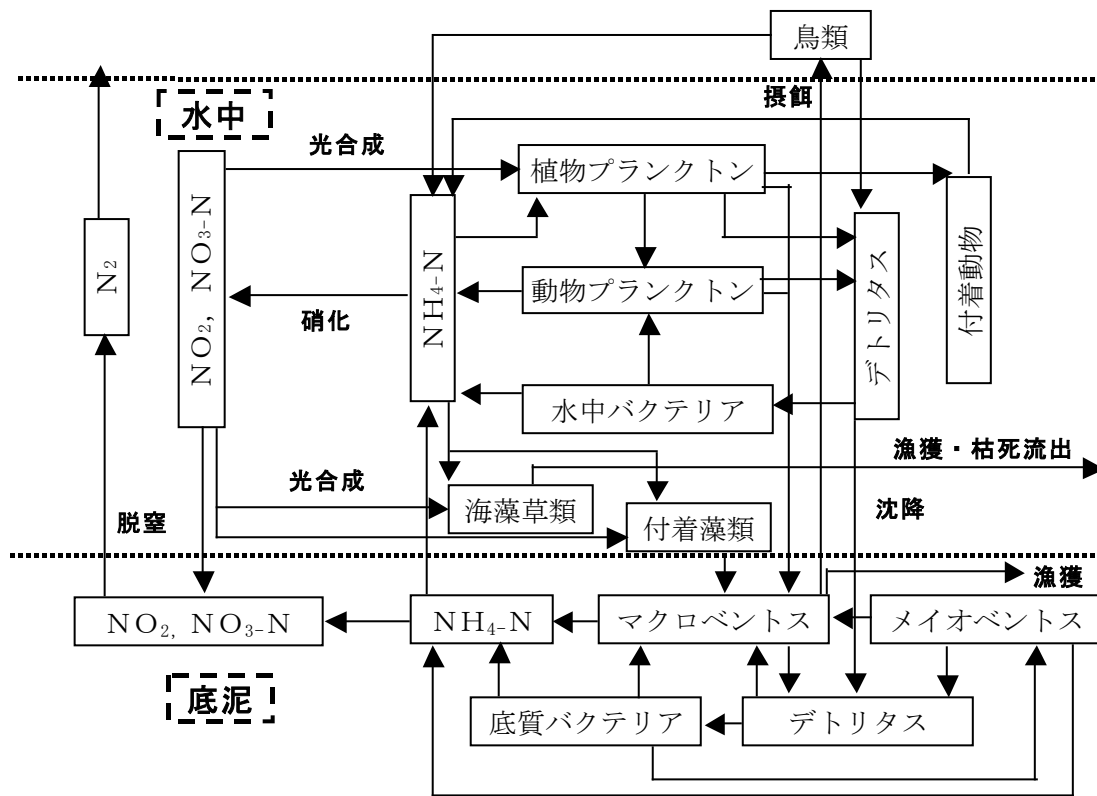 鳥類
摂餌
水中
光合成
植物プランクトン
NO₂, NO₃-N
N₂
NH₄-N
デトリタス
付着動物
動物プランクトン
硝化
水中バクテリア
漁獲・枯死流出
光合成
海藻草類
付着藻類
沈降
脱窒
漁獲
NO₂, NO₃-N
NH₄-N
マクロベントス
メイオベントス
底泥
底質バクテリア
デトリタス